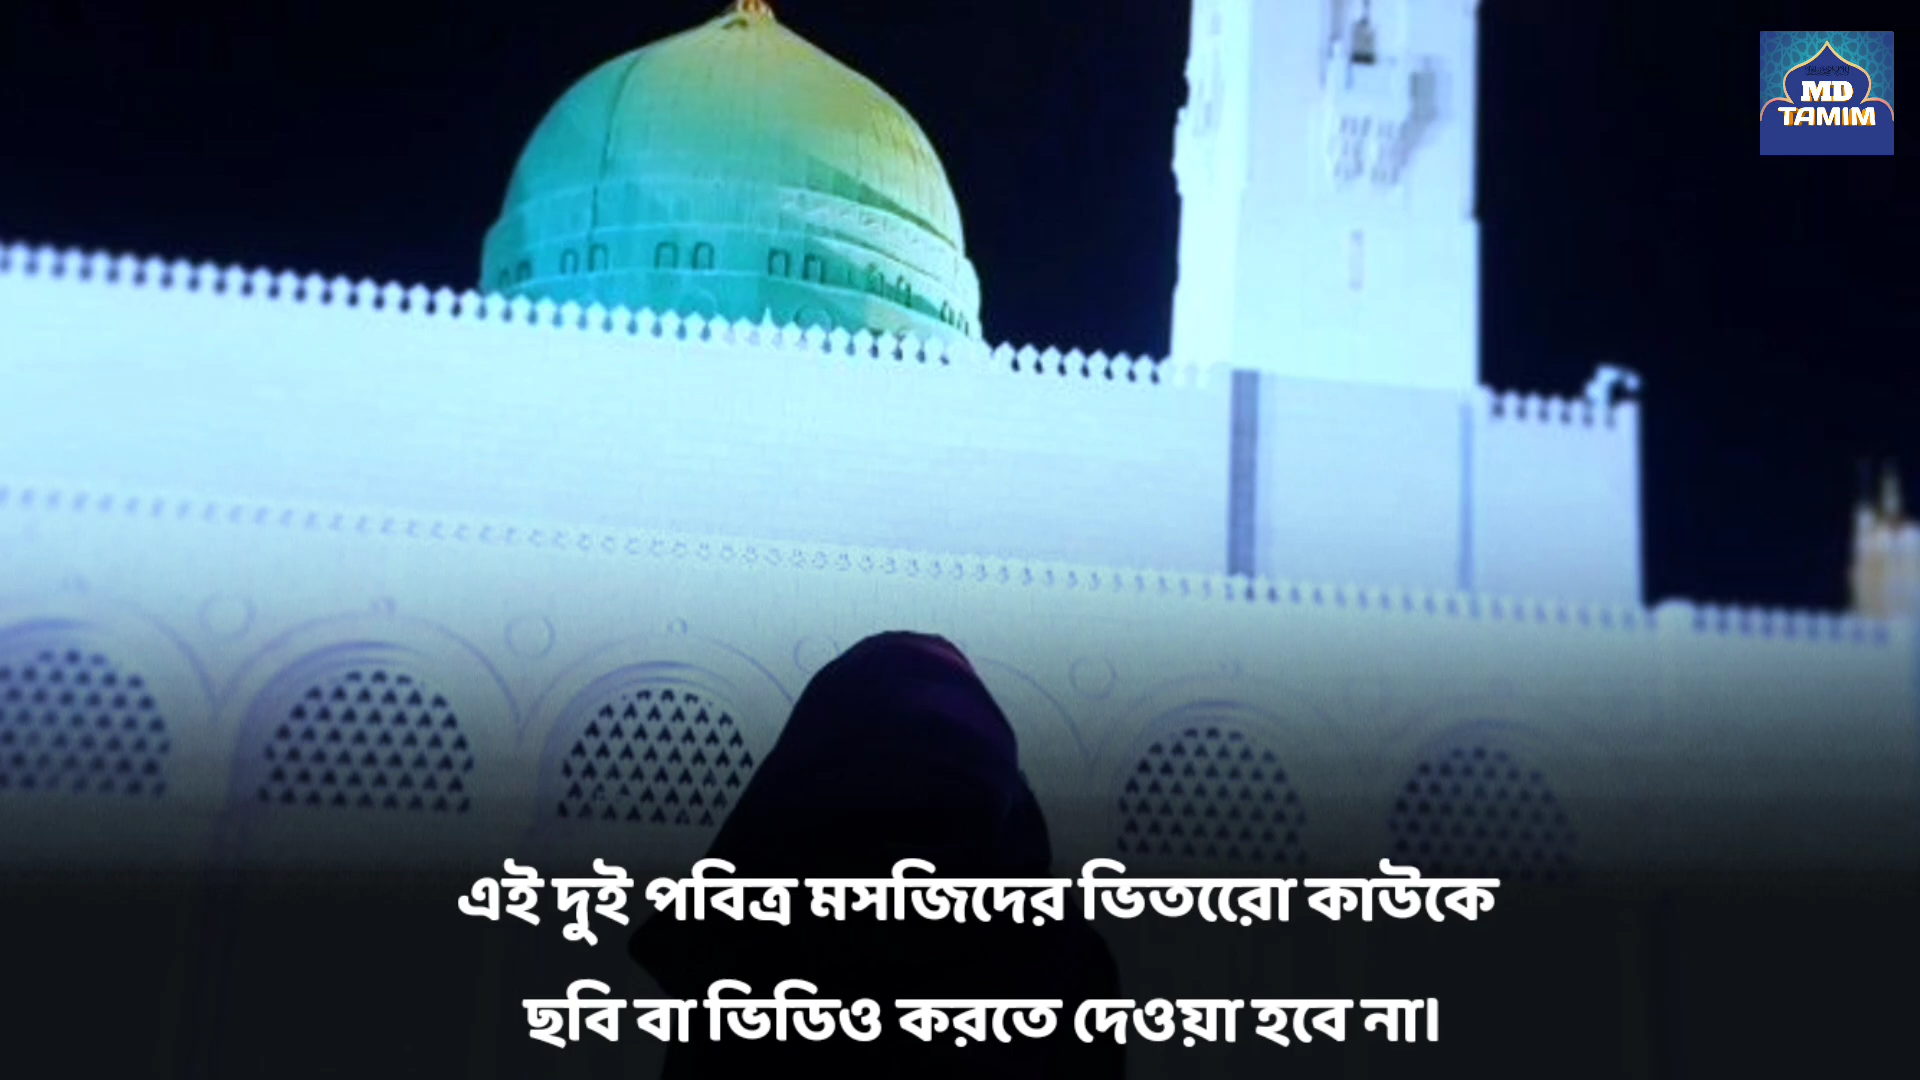 MD
TAMIM
এই দুই পবিত্র মসজিদের ভিতরেো কাউকে
ছবি বা ভিডিও করতে দেওয়া হবে না।